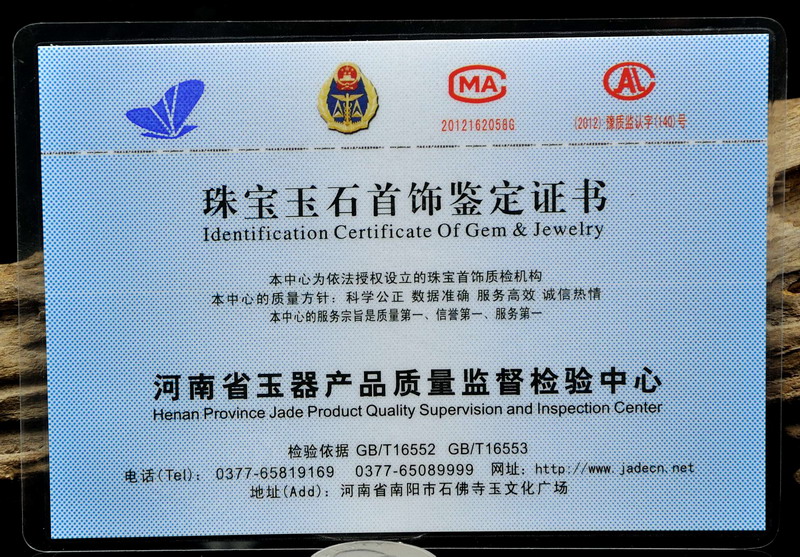 CMA
2012162058G
CAL
(2012)豫质监认字(140)号
珠宝玉石首饰鉴定证书
Identification Certificate Of Gem & Jewelry
本中心为依法授权设立的珠宝首饰质检机构
本中心的质量方针：科学公正 数据准确 服务高效 诚信热情
本中心的服务宗旨是质量第一、信誉第一、服务第一
河南省玉器产品质量监督检验中心
Henan Province Jade Product Quality Supervision and Inspection Center
检验依据 GB/T16552 GB/T16553
电话(Tel)：0377-65819169 0377-65089999 网址：http://www.jadecn.net
地址(Add)：河南省南阳市石佛寺玉文化广场